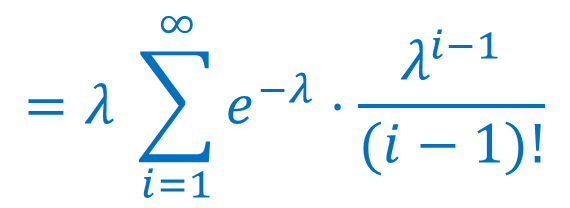 = λ ∑_{i=1}^{∞} e^{−λ} · λ^{i−1} / (i − 1)!